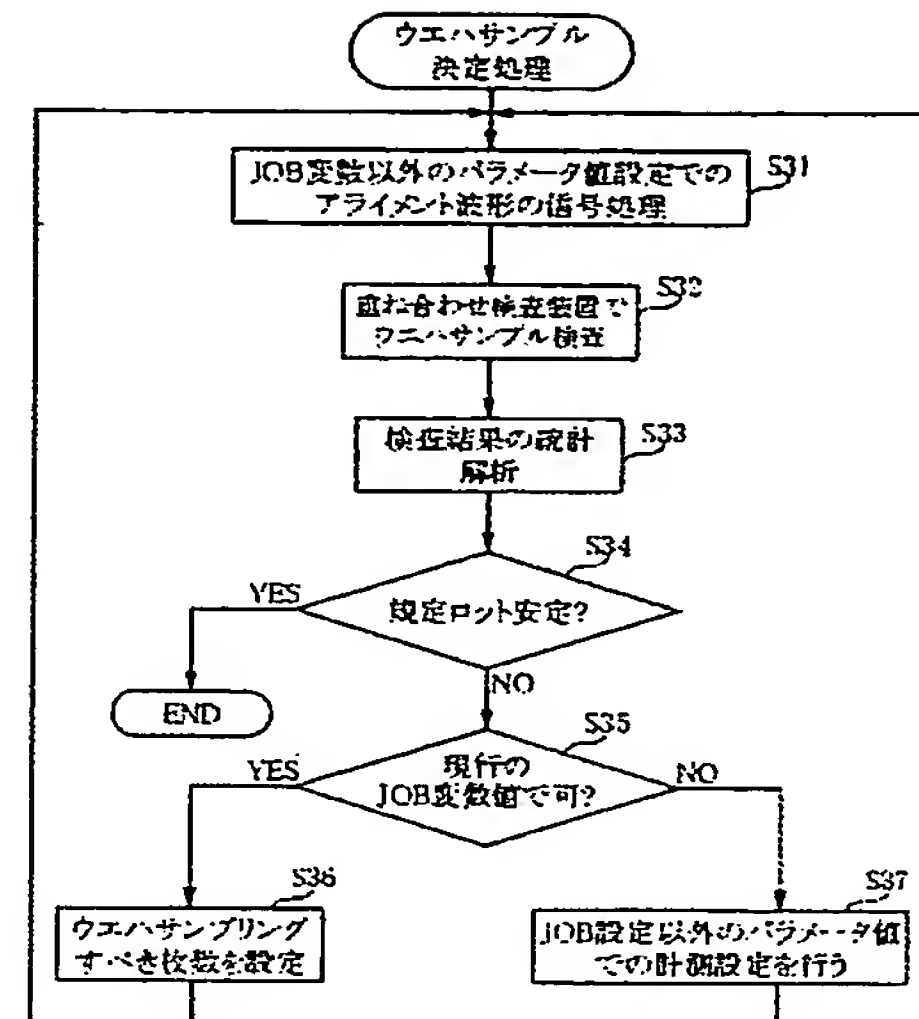 ウエハサンプル
決定処理
JOB変数以外のパラメータ値設定での
アライメント波形の信号処理
S31
重ね合わせ検査装置で
ウエハサンプル検査
S32
検査結果の統計
解析
S33
規定ロット安定?
S34
YES
NO
END
現行の
JOB変数値で可?
S35
YES
NO
ウエハサンプリング
すべき枚数を設定
S36
JOB設定以外のパラメータ値
での計測設定を行う
S37